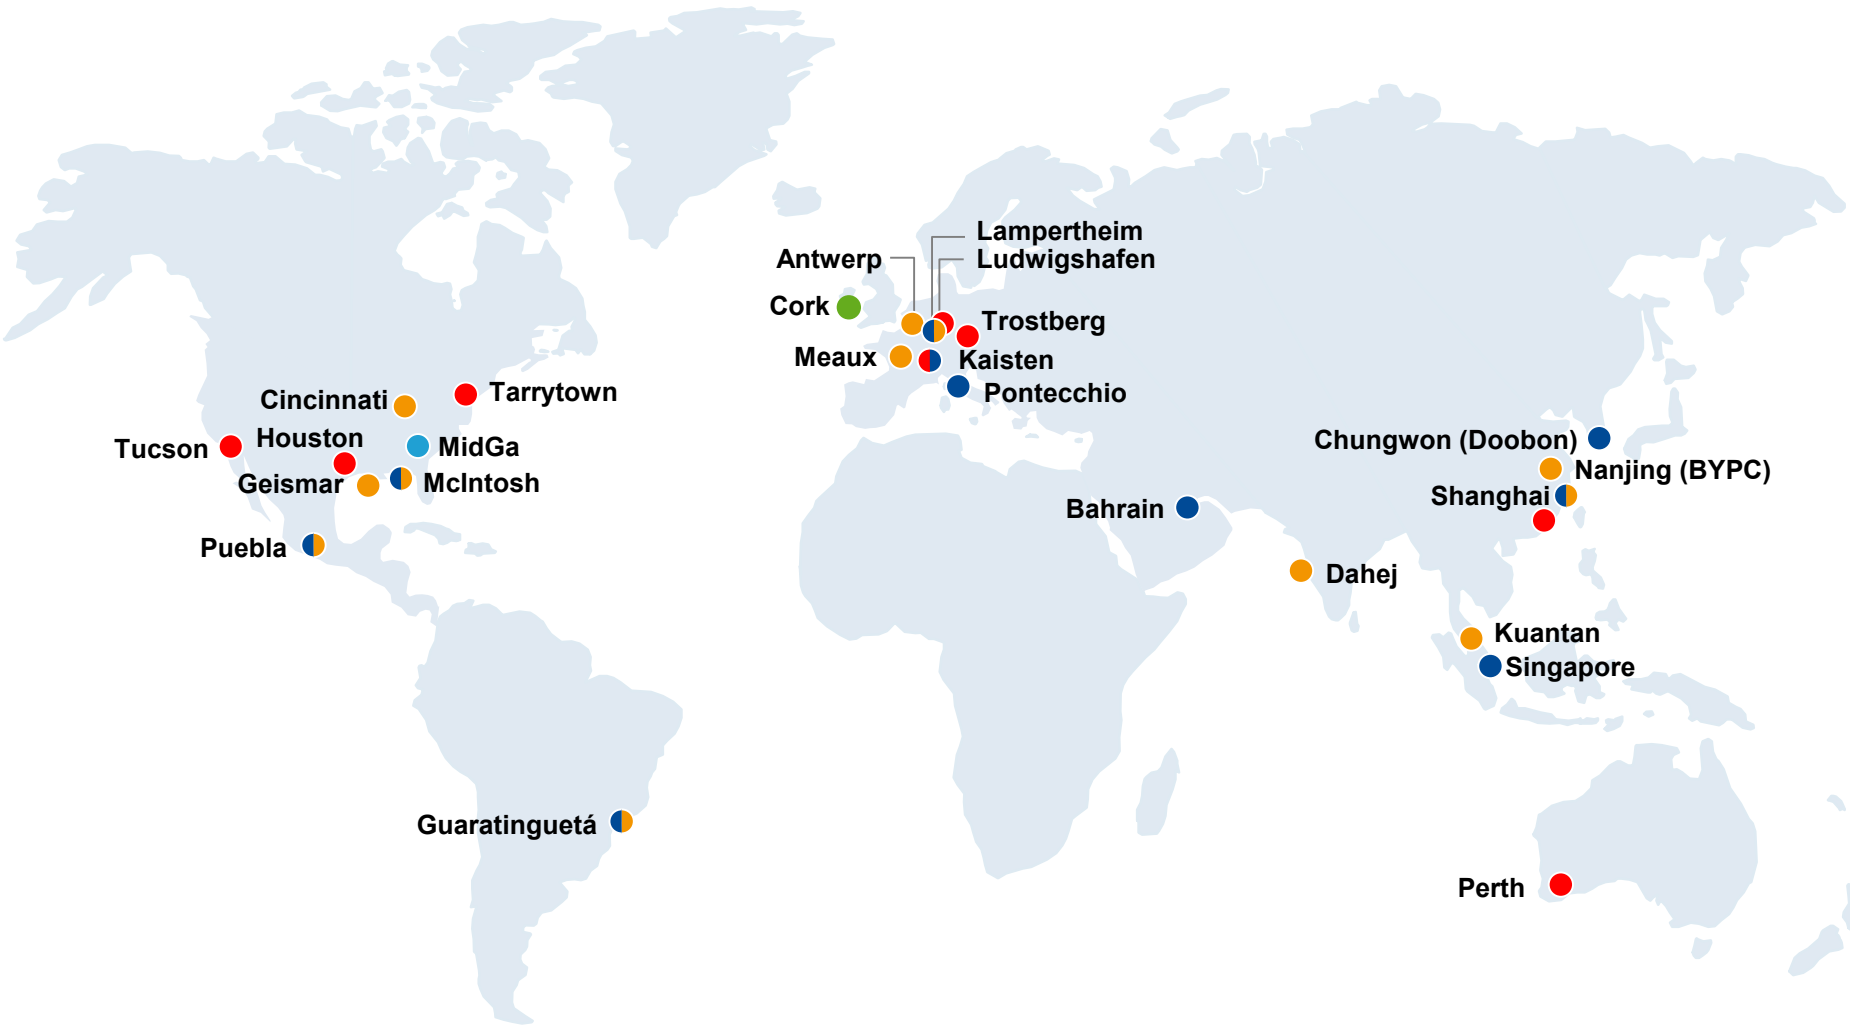 Lampertheim
Antwerp
Ludwigshafen
Cork
Trostberg
Meaux
Kaisten
Pontecchio
Cincinnati
Tarrytown
Tucson
Houston
MidGa
Geismar
McIntosh
Puebla
Guaratinguetá
Chungwon (Doobon)
Nanjing (BYPC)
Shanghai
Bahrain
Dahej
Kuantan
Singapore
Perth